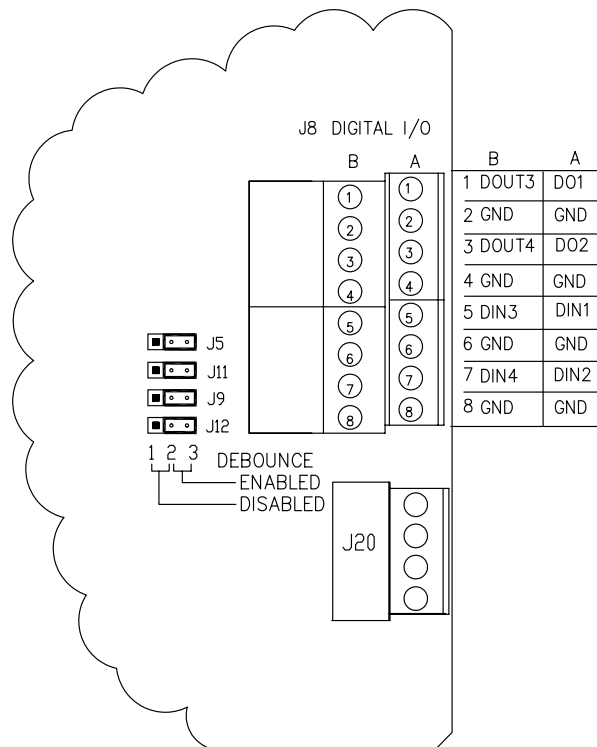 J8 DIGITAL I/O
B A
1 1
2 2
3 3
4 4
5 5
6 6
7 7
8 8
B A
1 DOUT3 DO1
2 GND GND
3 DOUT4 DO2
4 GND GND
5 DIN3 DIN1
6 GND GND
7 DIN4 DIN2
8 GND GND
J5
J11
J9
J12
1 2 3 DEBOUNCE
ENABLED
DISABLED
J20